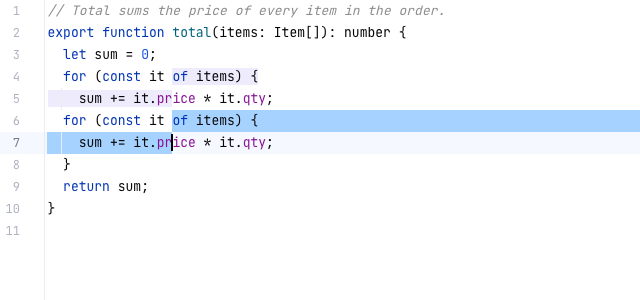 1 // Total sums the price of every item in the order.
2 export function total(items: Item[]): number {
3 let sum = 0;
4 for (const it of items) {
5 sum += it.price * it.qty;
6 for (const it of items) {
7 sum += it.price * it.qty;
8 }
9 return sum;
10 }
11